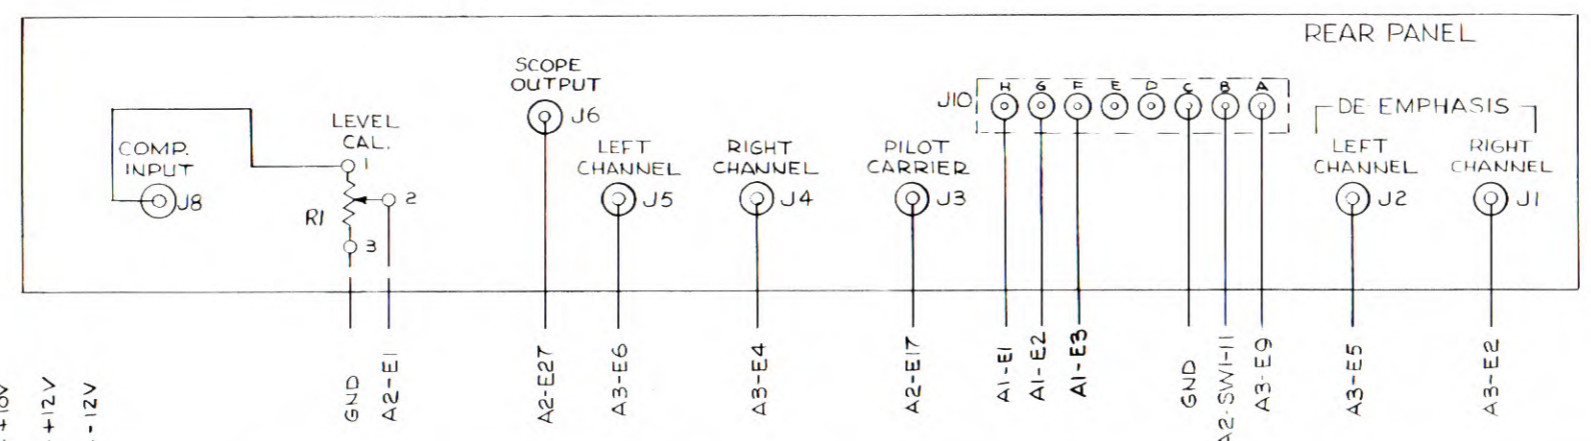 REAR PANEL
SCOPE
OUTPUT
J6
J10
H G F E D C B A
DE EMPHASIS
LEVEL
CAL.
COMP.
INPUT
J8
1
2
3
R1
LEFT
CHANNEL
J5
RIGHT
CHANNEL
J4
PILOT
CARRIER
J3
LEFT
CHANNEL
J2
RIGHT
CHANNEL
J1
GND
A2-E1
A2-E27
A3-E6
A3-E4
A2-E17
A1-E1
A1-E2
A1-E3
GND
A2-SW1-11
A3-E9
A3-E5
A3-E2
+10V
+12V
-12V